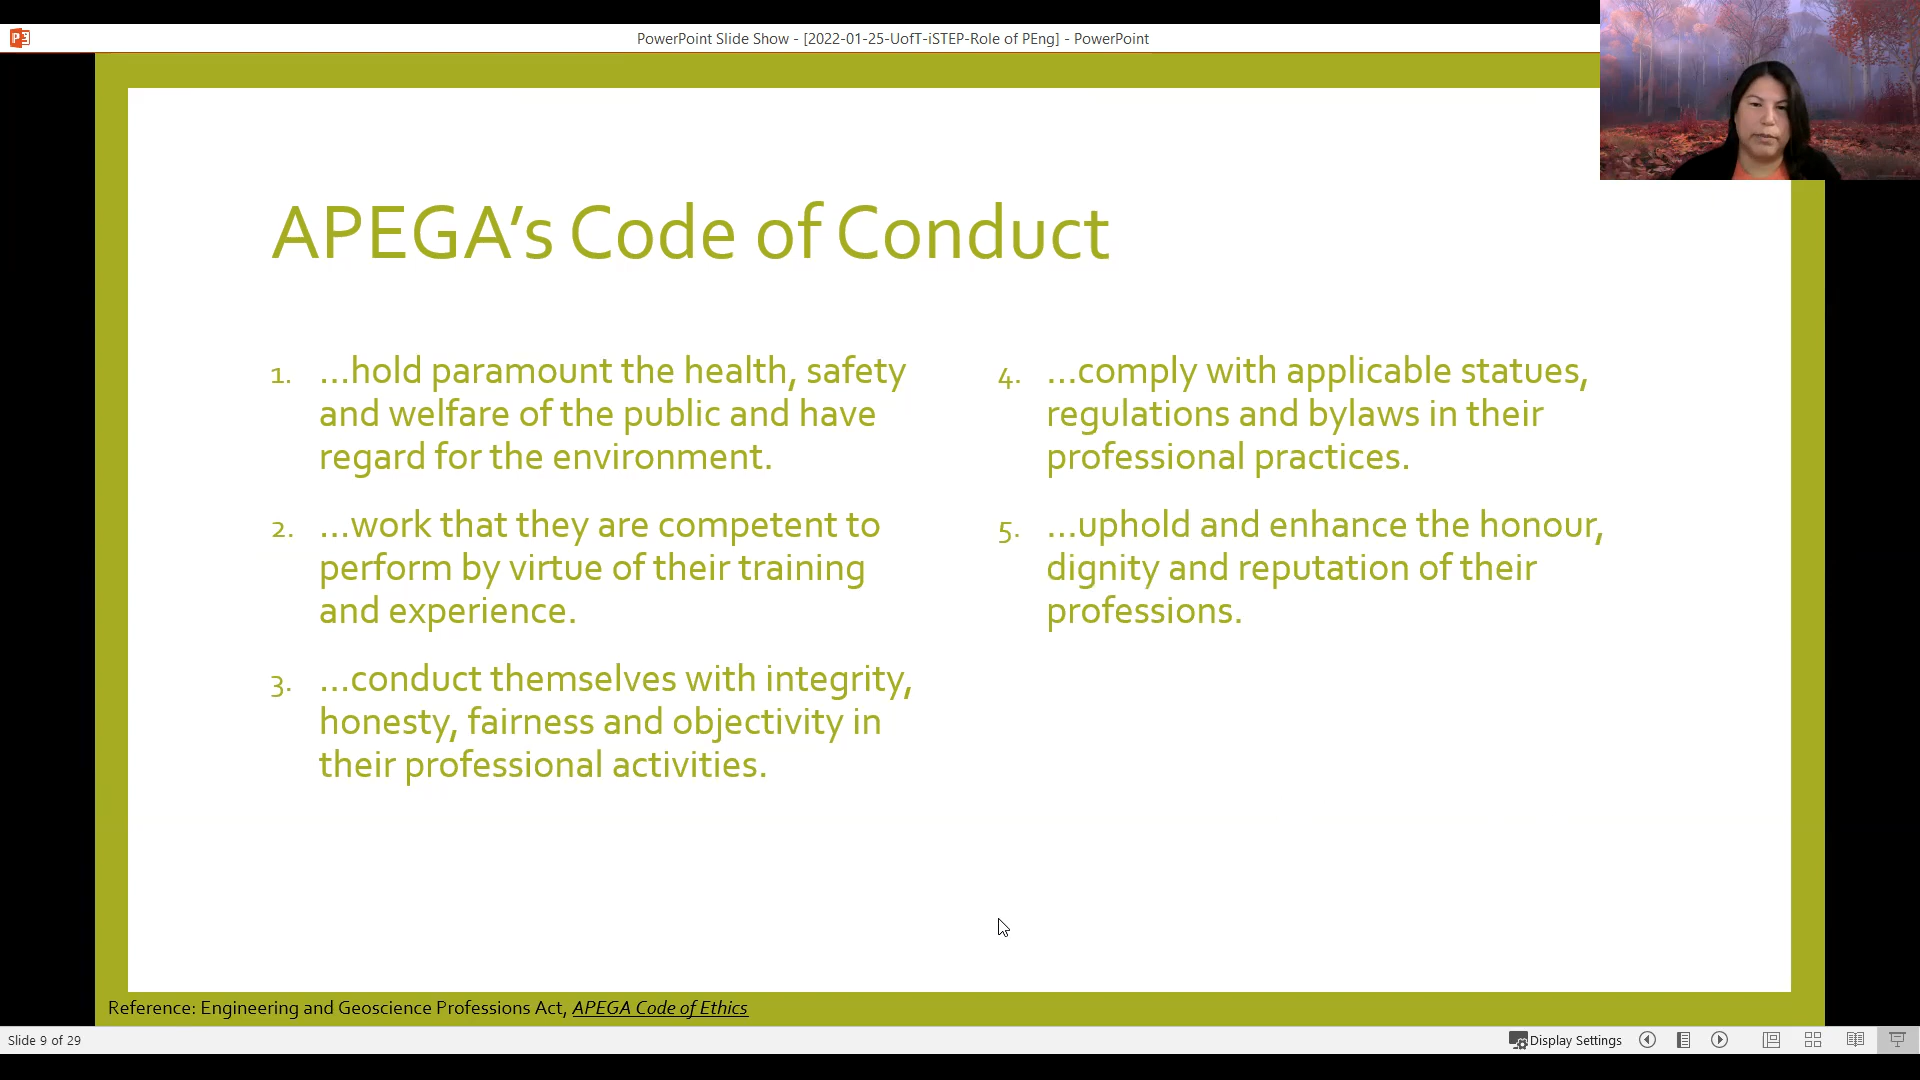 PowerPoint Slide Show - [2022-01-25-UofT-iSTEP-Role of PEng] - PowerPoint
APEGA's Code of Conduct
1. ...hold paramount the health, safety
and welfare of the public and have
regard for the environment.
2. ...work that they are competent to
perform by virtue of their training
and experience.
3. ...conduct themselves with integrity,
honesty, fairness and objectivity in
their professional activities.
4. ...comply with applicable statues,
regulations and bylaws in their
professional practices.
5. ...uphold and enhance the honour,
dignity and reputation of their
professions.
Reference: Engineering and Geoscience Professions Act, APEGA Code of Ethics
Slide 9 of 29
Display Settings